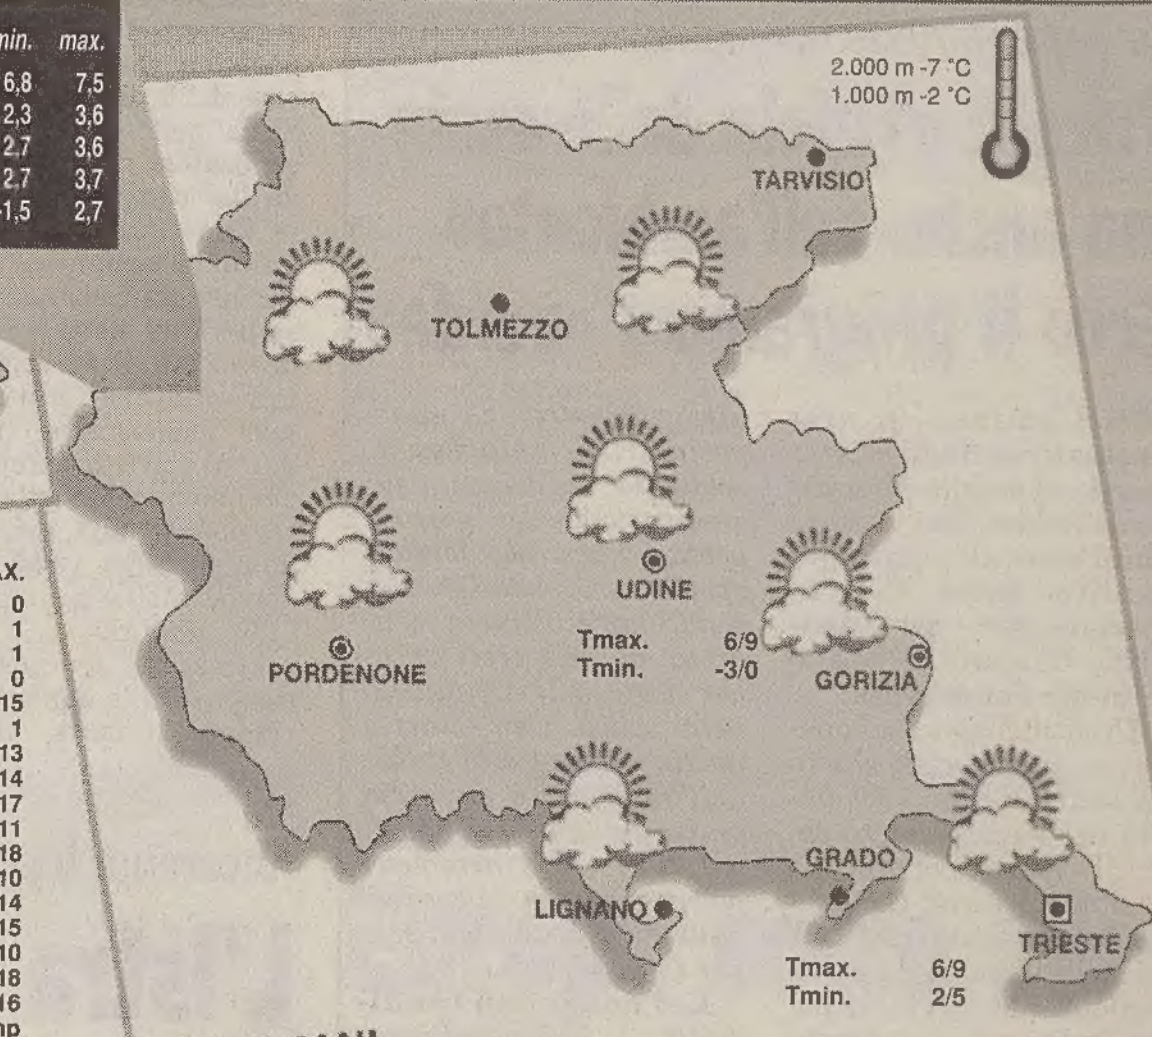 min. max.
6,8 7,5
2,3 3,6
2,7 3,6
2,7 3,7
-1,5 2,7
2.000 m -7 °C
1.000 m -2 °C
TARVISIO
TOLMEZZO
UDINE
Tmax. 6/9
Tmin. -3/0
PORDENONE
GORIZIA
GRADO
LIGNANO
TRIESTE
Tmax. 6/9
Tmin. 2/5
0
1
1
0
15
1
13
14
17
11
18
10
14
15
10
18
16